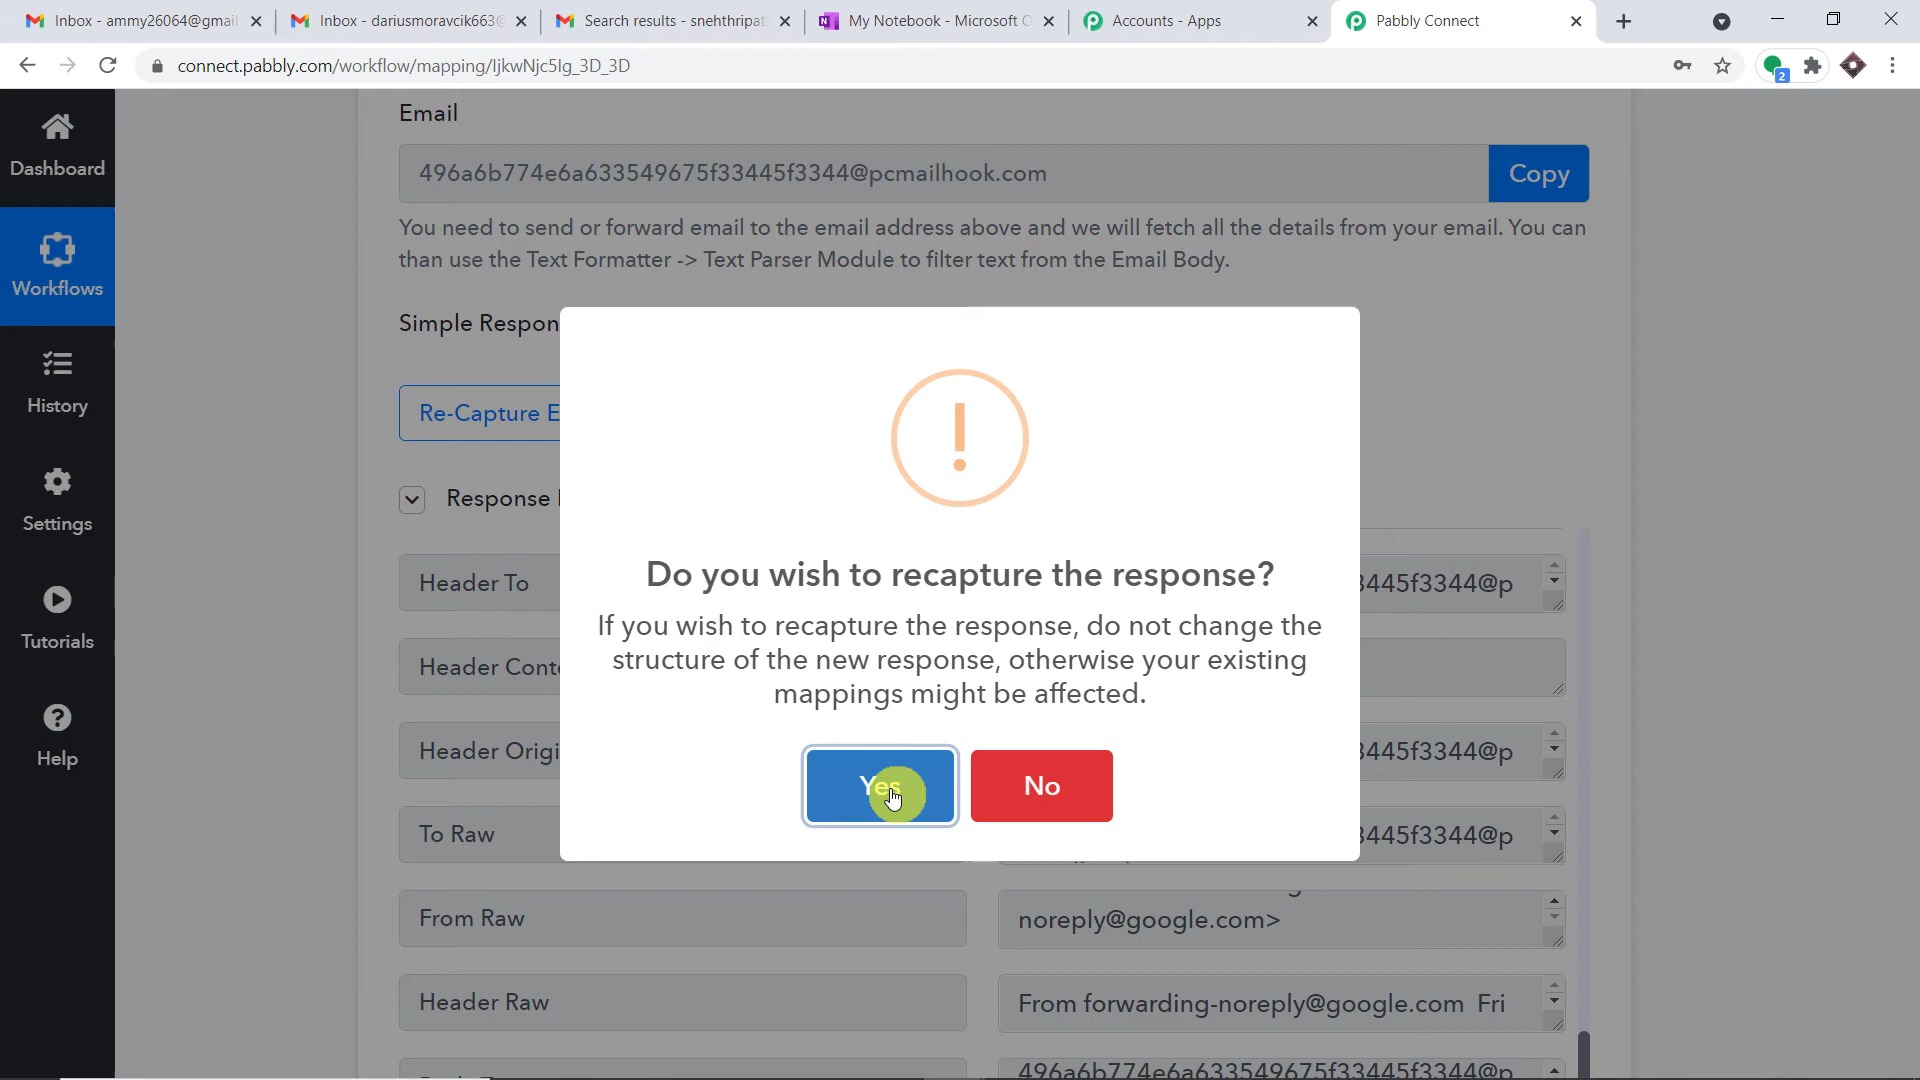 Inbox - ammy26064@gmail
Inbox - dariusmoravcik663@
Search results - snehthripat
My Notebook - Microsoft O
Accounts - Apps
Pabbly Connect
connect.pabbly.com/workflow/mapping/IjkwNjc5Ig_3D_3D
2
Dashboard
Workflows
History
Settings
Tutorials
Help
Email
496a6b774e6a633549675f33445f3344@pcmailhook.com
Copy
You need to send or forward email to the email address above and we will fetch all the details from your email. You can
than use the Text Formatter -> Text Parser Module to filter text from the Email Body.
Simple Respon
Re-Capture E
Response
Do you wish to recapture the response?
If you wish to recapture the response, do not change the
structure of the new response, otherwise your existing
mappings might be affected.
Yes
No
Header To
3445f3344@p
Header Conte
Header Origi
3445f3344@p
To Raw
3445f3344@p
From Raw
noreply@google.com>
Header Raw
From forwarding-noreply@google.com Fri
496a6b774e6a633549675f33445f3344@p